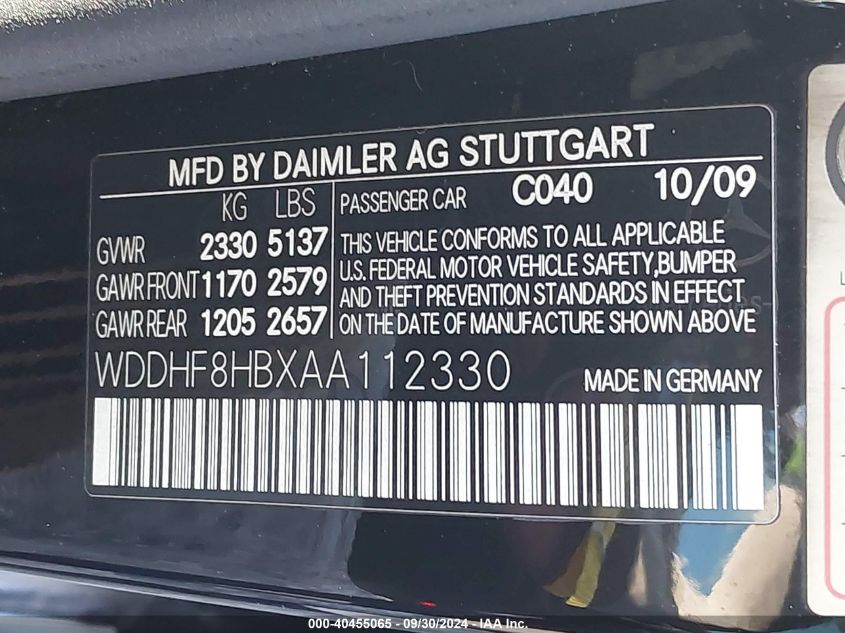 MFD BY DAIMLER AG STUTTGART
KG LBS
GVWR 2330 5137
GAWR FRONT 1170 2579
GAWR REAR 1205 2657
PASSENGER CAR C040 10/09
THIS VEHICLE CONFORMS TO ALL APPLICABLE
U.S. FEDERAL MOTOR VEHICLE SAFETY,BUMPER
AND THEFT PREVENTION STANDARDS IN EFFECT
ON THE DATE OF MANUFACTURE SHOWN ABOVE
WDDHF8HBXAA112330
MADE IN GERMANY
000-40455065 - 09/30/2024 - IAA Inc.